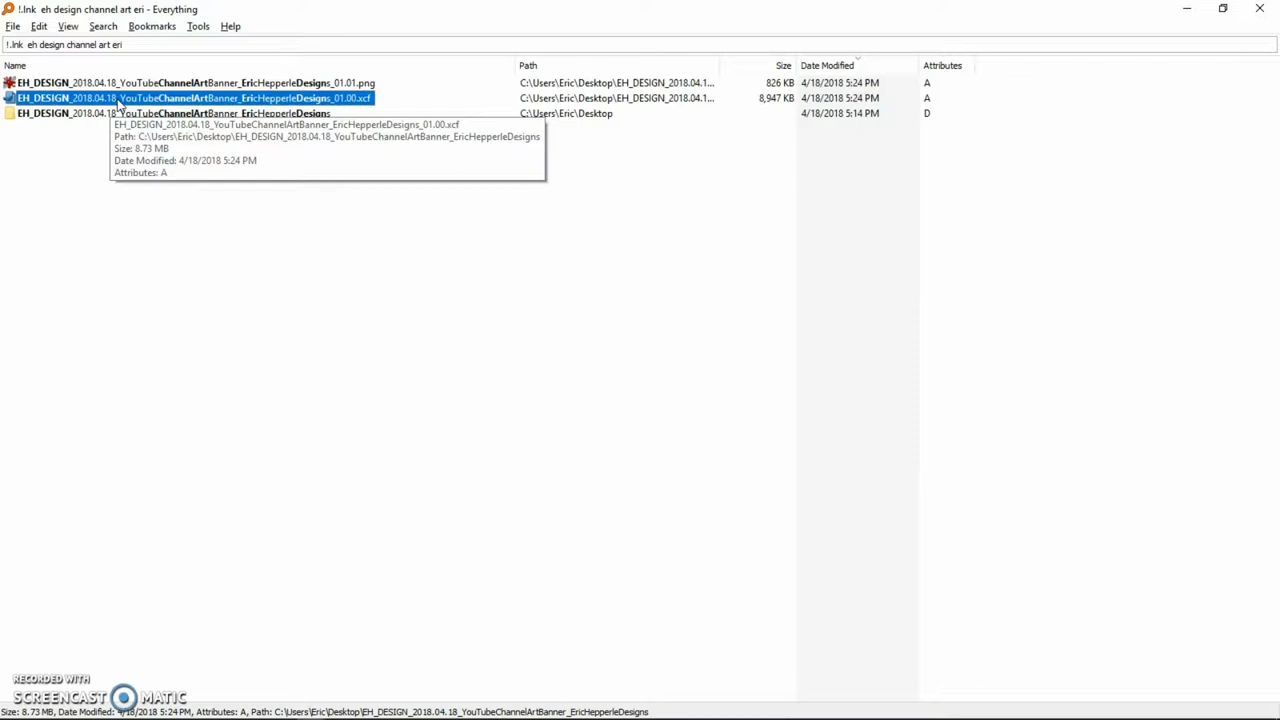 !.lnk  eh design channel art eri - Everything
File Edit View Search Bookmarks Tools Help
!.lnk  eh design channel art eri
Name Path Size Date Modified Attributes
EH_DESIGN_2018.04.18_YouTubeChannelArtBanner_EricHepperleDesigns_01.01.png C:\Users\Eric\Desktop\EH_DESIGN_2018.04.1... 826 KB 4/18/2018 5:24 PM A
EH_DESIGN_2018.04.18_YouTubeChannelArtBanner_EricHepperleDesigns_01.00.xcf C:\Users\Eric\Desktop\EH_DESIGN_2018.04.1... 8,947 KB 4/18/2018 5:24 PM A
EH_DESIGN_2018.04.18_YouTubeChannelArtBanner_EricHepperleDesigns C:\Users\Eric\Desktop 4/18/2018 5:14 PM D
EH_DESIGN_2018.04.18_YouTubeChannelArtBanner_EricHepperleDesigns_01.00.xcf
Path: C:\Users\Eric\Desktop\EH_DESIGN_2018.04.18_YouTubeChannelArtBanner_EricHepperleDesigns
Size: 8.73 MB
Date Modified: 4/18/2018 5:24 PM
Attributes: A
RECORDED WITH
SCREENCAST MATIC
Size: 8.73 MB, Date Modified: 4/18/2018 5:24 PM, Attributes: A, Path: C:\Users\Eric\Desktop\EH_DESIGN_2018.04.18_YouTubeChannelArtBanner_EricHepperleDesigns